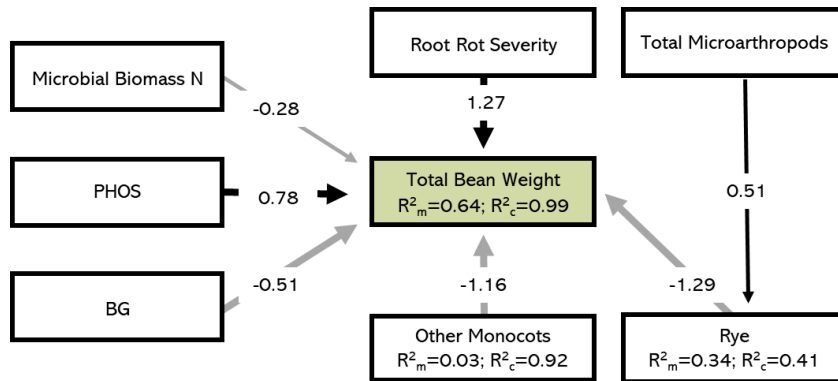 Root Rot Severity
Total Microarthropods
Microbial Biomass N
-0.28
1.27
PHOS
0.78
Total Bean Weight
R²m=0.64; R²c=0.99
0.51
BG
-0.51
-1.16
-1.29
Other Monocots
R²m=0.03; R²c=0.92
Rye
R²m=0.34; R²c=0.41